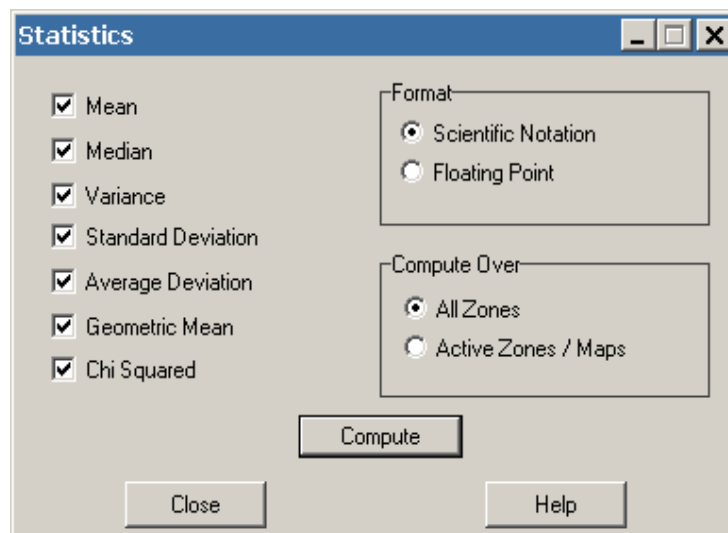 Statistics
Mean
Median
Variance
Standard Deviation
Average Deviation
Geometric Mean
Chi Squared
Format
Scientific Notation
Floating Point
Compute Over
All Zones
Active Zones / Maps
Compute
Close
Help